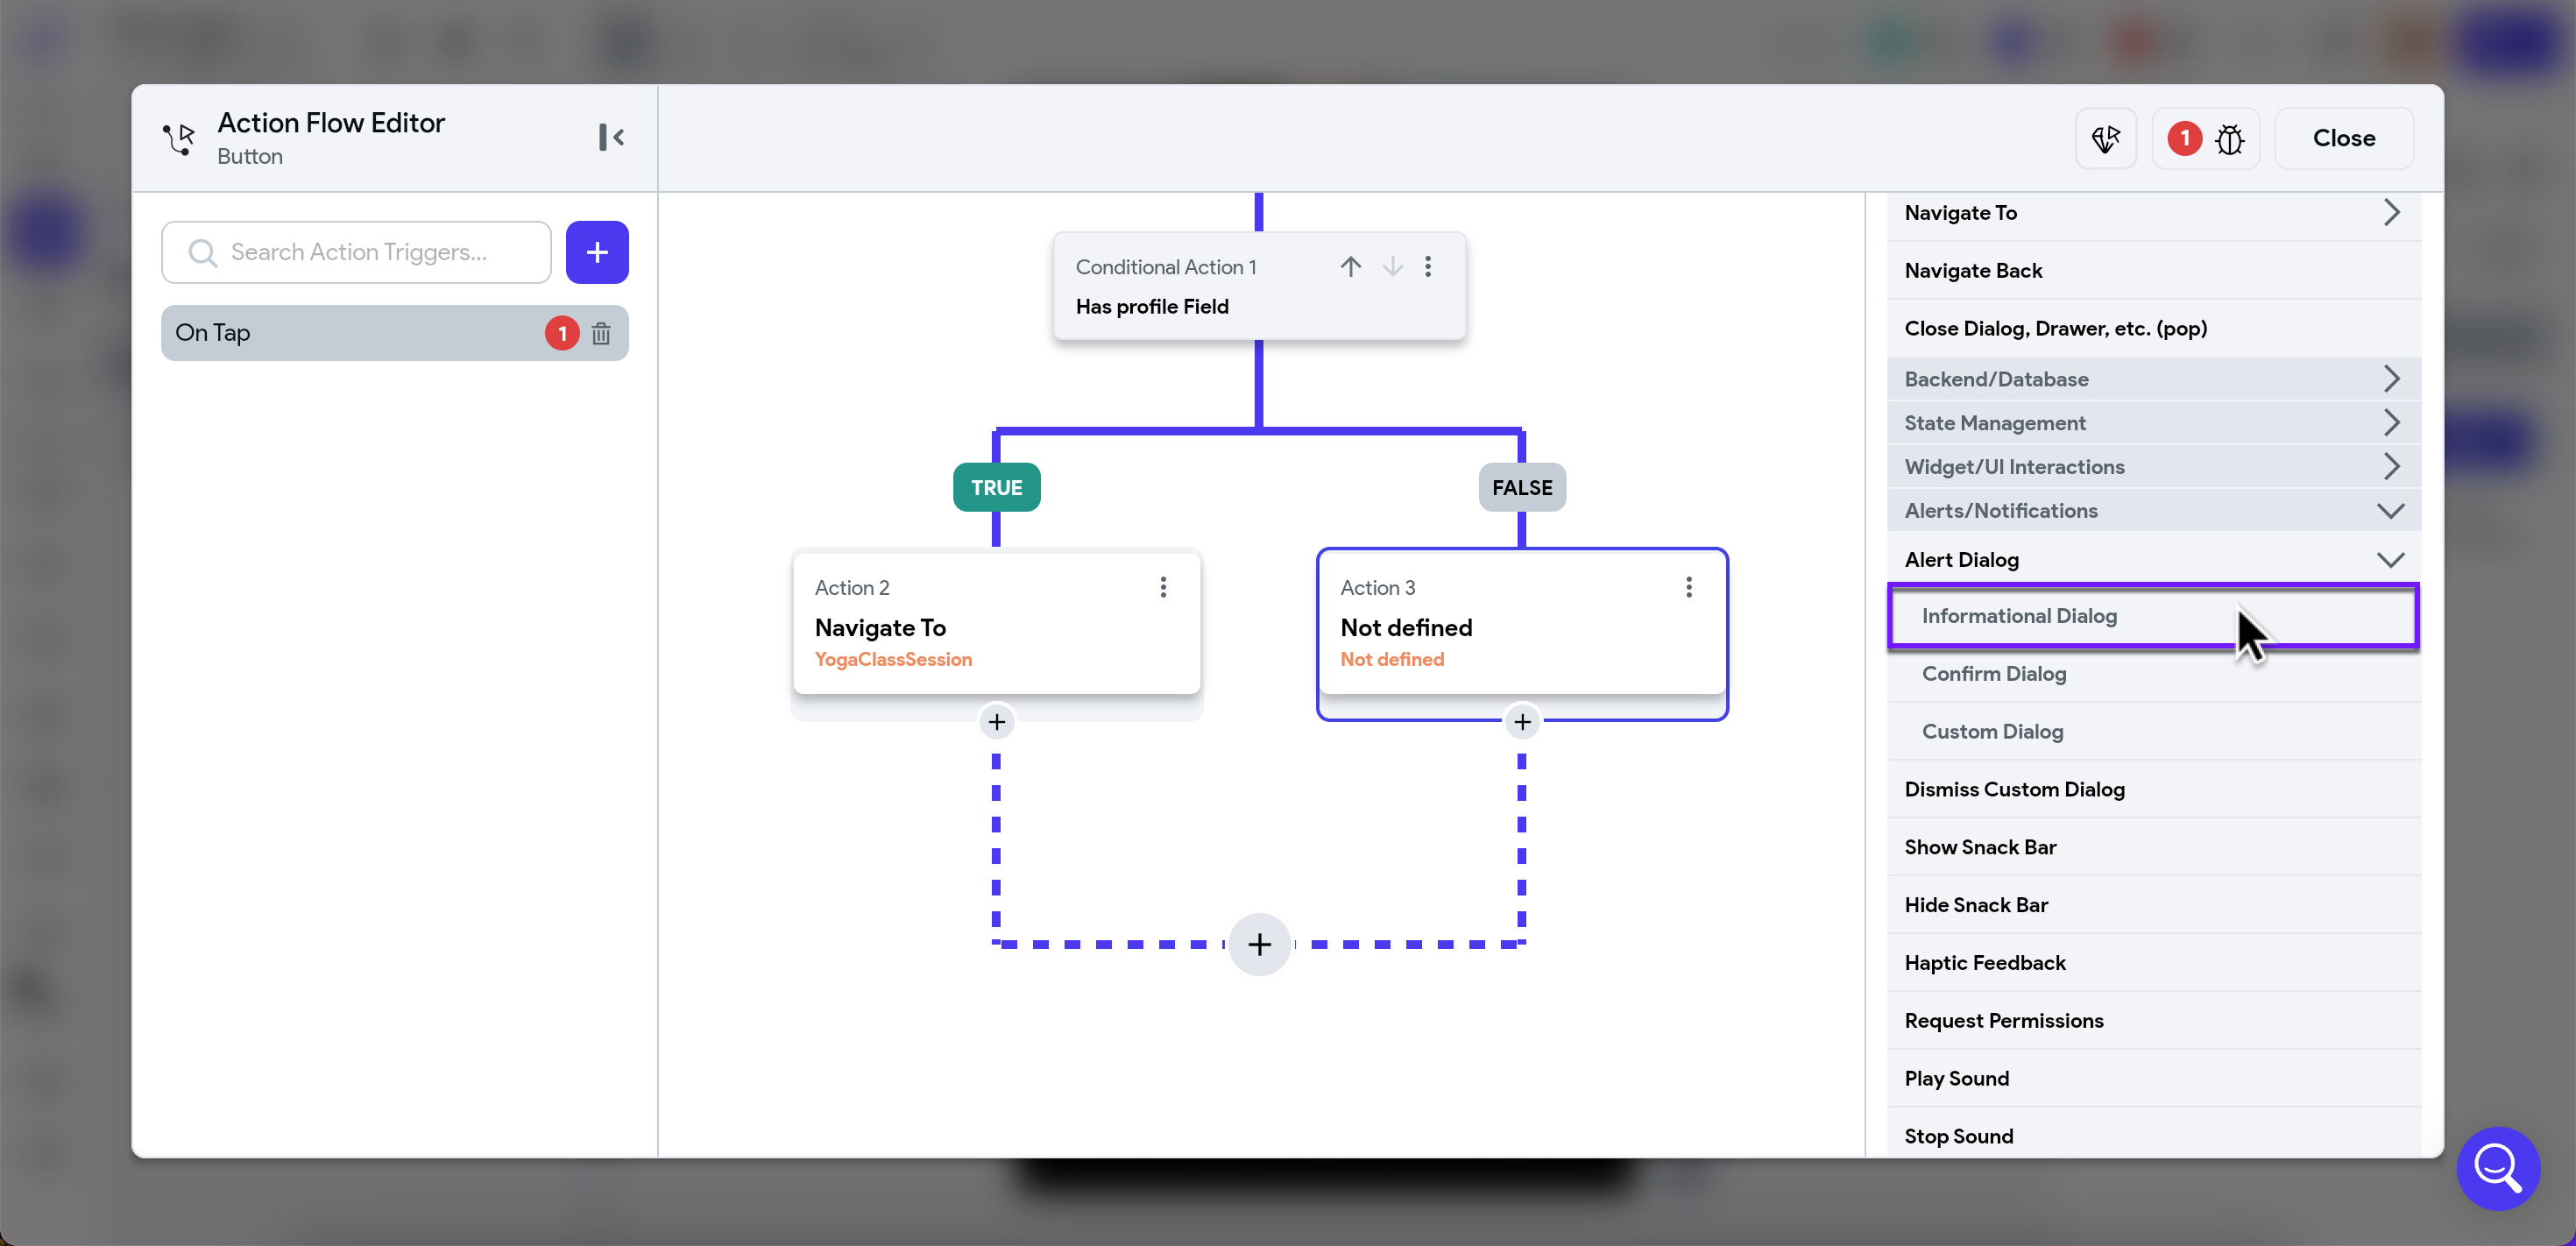 Action Flow Editor
Button
1
Close
Search Action Triggers...
On Tap
1
Conditional Action 1
Has profile Field
TRUE
FALSE
Action 2
Navigate To
YogaClassSession
Action 3
Not defined
Not defined
Navigate To
Navigate Back
Close Dialog, Drawer, etc. (pop)
Backend/Database
State Management
Widget/UI Interactions
Alerts/Notifications
Alert Dialog
Informational Dialog
Confirm Dialog
Custom Dialog
Dismiss Custom Dialog
Show Snack Bar
Hide Snack Bar
Haptic Feedback
Request Permissions
Play Sound
Stop Sound